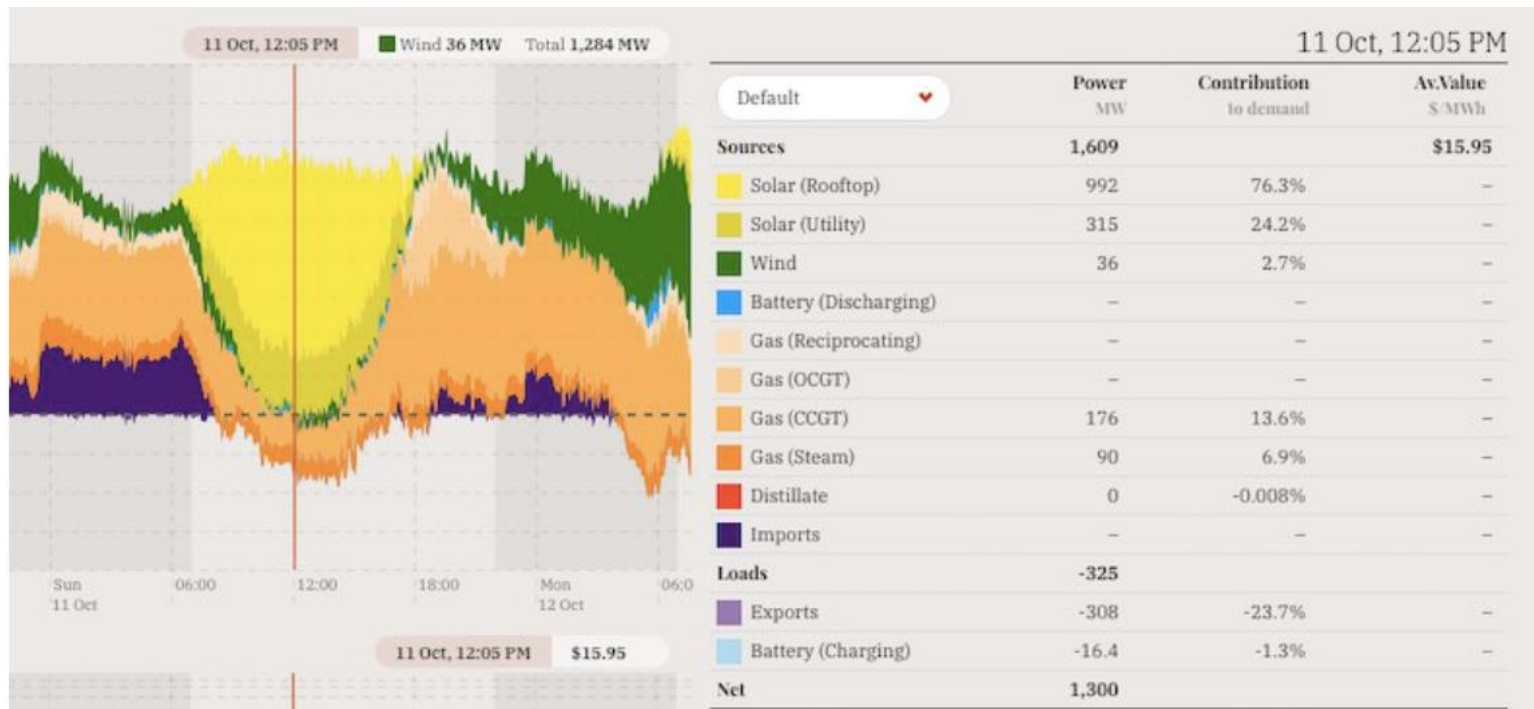 11 Oct, 12:05 PM Wind 36 MW Total 1,284 MW
11 Oct, 12:05 PM
Default Power Contribution Av.Value
MW to demand $/MWh
Sources 1,609 $15.95
Solar (Rooftop) 992 76.3% –
Solar (Utility) 315 24.2% –
Wind 36 2.7% –
Battery (Discharging) – – –
Gas (Reciprocating) – – –
Gas (OCGT) – – –
Gas (CCGT) 176 13.6% –
Gas (Steam) 90 6.9% –
Distillate 0 -0.008% –
Imports – – –
Loads -325
Exports -308 -23.7% –
Battery (Charging) -16.4 -1.3% –
Net 1,300
Sun 06:00 12:00 18:00 Mon 06:0
11 Oct 12 Oct
11 Oct, 12:05 PM $15.95